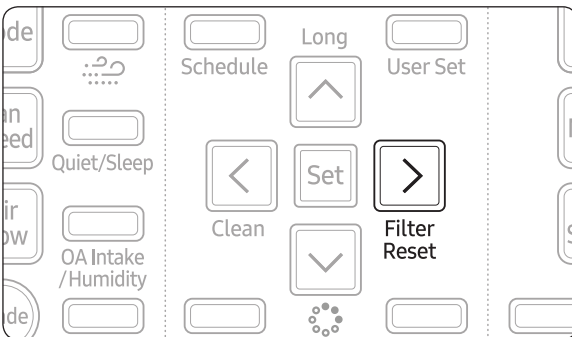 Long
Schedule
User Set
Quiet/Sleep
Set
Clean
Filter
Reset
OA Intake
/Humidity